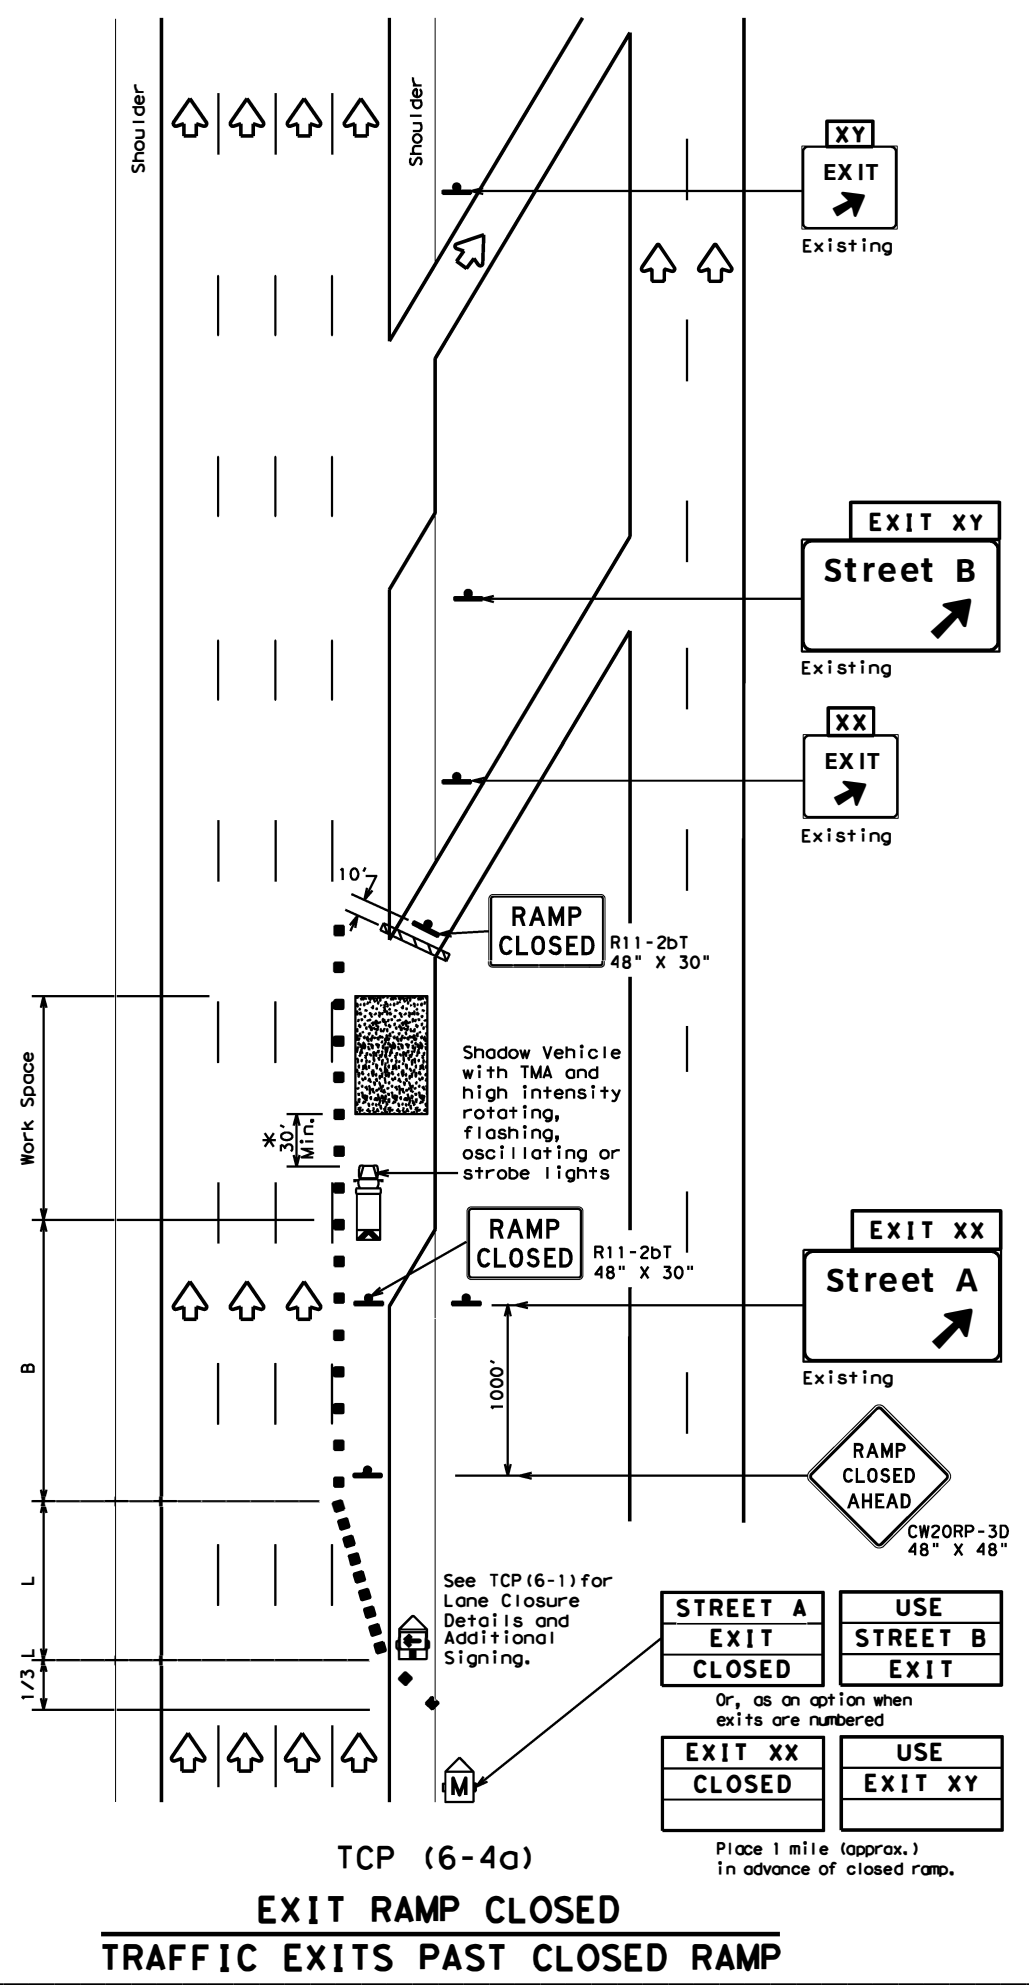 Shoulder
Shoulder
XY
EXIT
Existing
EXIT XY
Street B
Existing
XX
EXIT
Existing
10'
RAMP
CLOSED
R11-2bT
48" X 30"
Work Space
Shadow Vehicle
with TMA and
high intensity
rotating,
flashing,
oscillating or
strobe lights
*
30'
Min.
RAMP
CLOSED
R11-2bT
48" X 30"
EXIT XX
Street A
Existing
B
1000'
RAMP
CLOSED
AHEAD
CW20RP-3D
48" X 48"
L
1/3 L
See TCP(6-1)for
Lane Closure
Details and
Additional
Signing.
STREET A
EXIT
CLOSED
USE
STREET B
EXIT
Or, as an option when
exits are numbered
EXIT XX
CLOSED
USE
EXIT XY
M
Place 1 mile (approx.)
in advance of closed ramp.
TCP (6-4a)
EXIT RAMP CLOSED
TRAFFIC EXITS PAST CLOSED RAMP